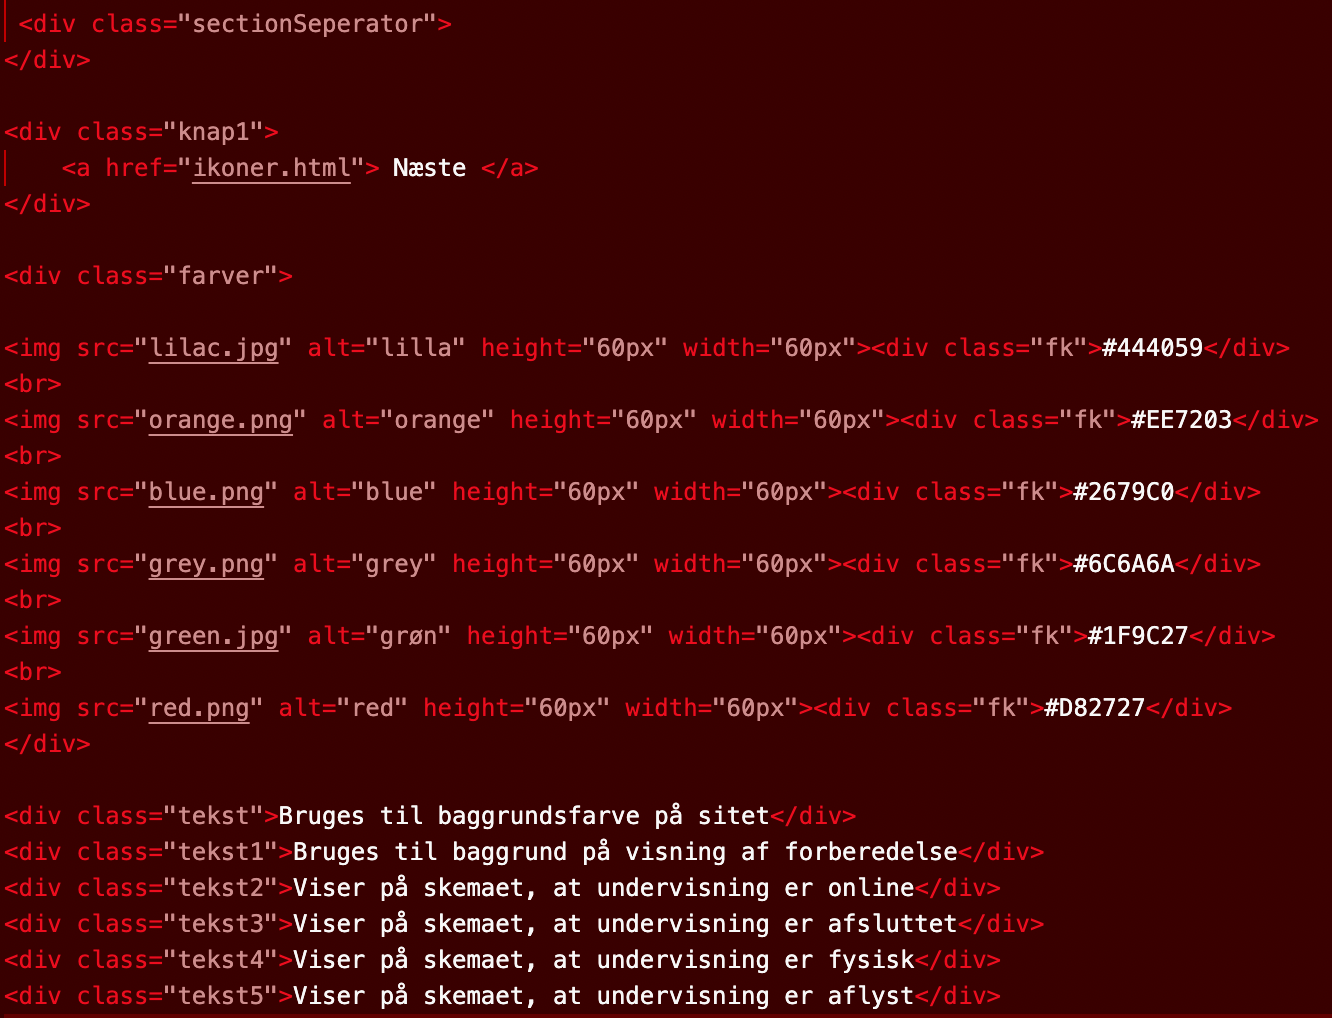 <div class="sectionSeperator">
</div>
<div class="knap1">
<a href="ikoner.html"> Næste </a>
</div>
<div class="farver">
<img src="lilac.jpg" alt="lilla" height="60px" width="60px"><div class="fk">#444059</div>
<br>
<img src="orange.png" alt="orange" height="60px" width="60px"><div class="fk">#EE7203</div>
<br>
<img src="blue.png" alt="blue" height="60px" width="60px"><div class="fk">#2679C0</div>
<br>
<img src="grey.png" alt="grey" height="60px" width="60px"><div class="fk">#6C6A6A</div>
<br>
<img src="green.jpg" alt="grøn" height="60px" width="60px"><div class="fk">#1F9C27</div>
<br>
<img src="red.png" alt="red" height="60px" width="60px"><div class="fk">#D82727</div>
</div>
<div class="tekst">Bruges til baggrundsfarve på sitet</div>
<div class="tekst1">Bruges til baggrund på visning af forberedelse</div>
<div class="tekst2">Viser på skemaet, at undervisning er online</div>
<div class="tekst3">Viser på skemaet, at undervisning er afsluttet</div>
<div class="tekst4">Viser på skemaet, at undervisning er fysisk</div>
<div class="tekst5">Viser på skemaet, at undervisning er aflyst</div>